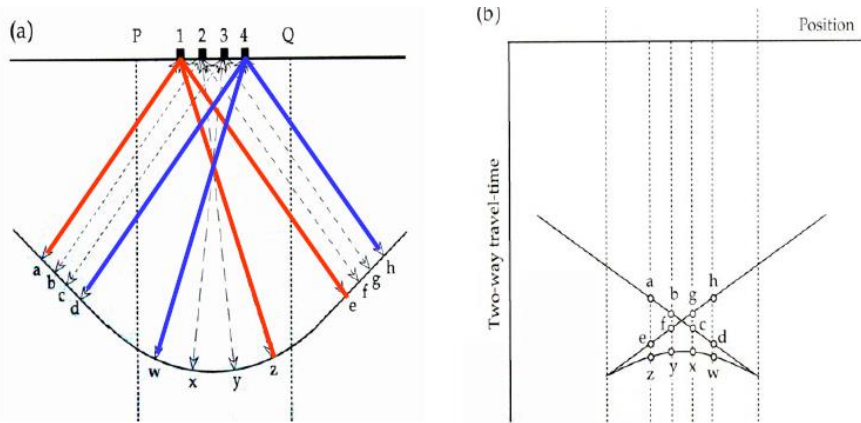 (a)
P 1 2 3 4 Q
a
b
c
d
w
x
y
z
e
f
g
h
(b)
Position
Two-way travel-time
a
b g
h
f c
e d
z y x w